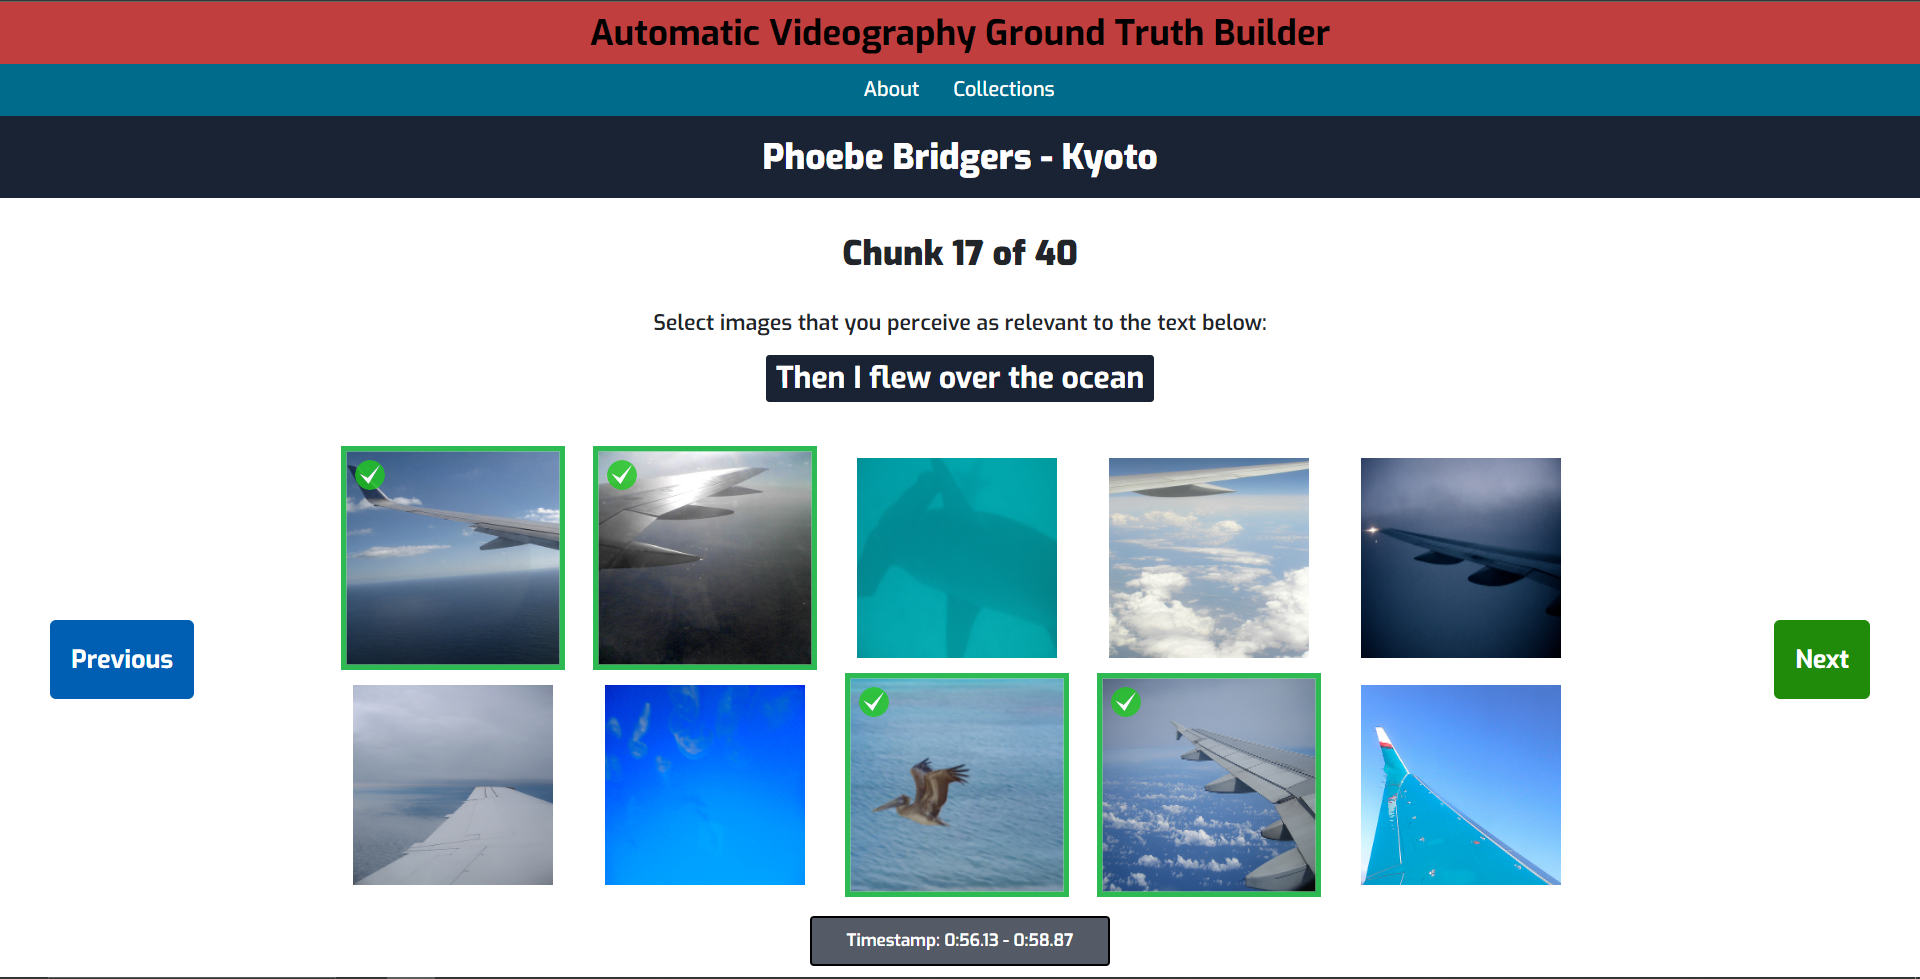 Automatic Videography Ground Truth Builder
About Collections
Phoebe Bridgers - Kyoto
Chunk 17 of 40
Select images that you perceive as relevant to the text below:
Then I flew over the ocean
Previous
Next
Timestamp: 0:56.13 - 0:58.87